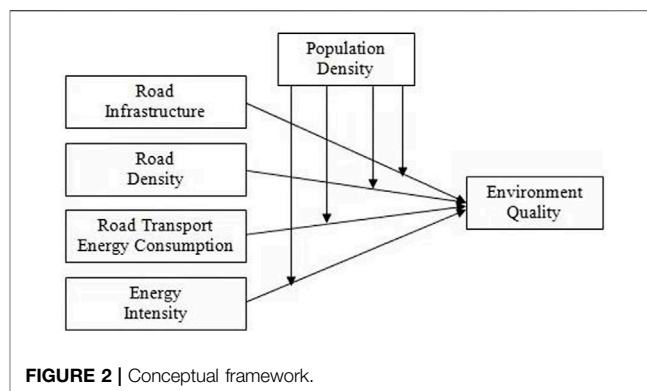 Population
Density
Road
Infrastructure
Road
Density
Road Transport
Energy Consumption
Energy
Intensity
Environment
Quality
FIGURE 2 | Conceptual framework.